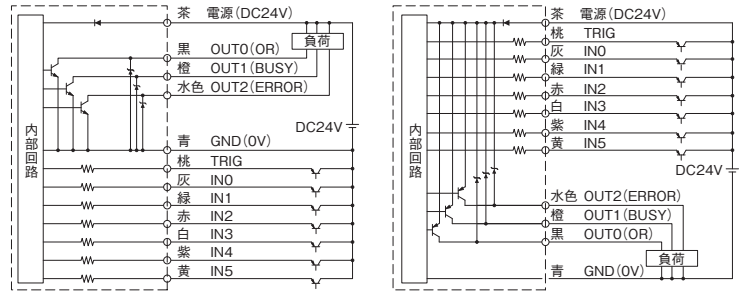 茶 電源(DC24V)
負荷
黒 OUT0(OR)
橙 OUT1(BUSY)
水色 OUT2(ERROR)
内部回路
DC24V
青 GND(0V)
桃 TRIG
灰 IN0
緑 IN1
赤 IN2
白 IN3
紫 IN4
黄 IN5
茶 電源(DC24V)
桃 TRIG
灰 IN0
緑 IN1
赤 IN2
白 IN3
紫 IN4
黄 IN5
内部回路
DC24V
水色 OUT2(ERROR)
橙 OUT1(BUSY)
黒 OUT0(OR)
負荷
青 GND(0V)